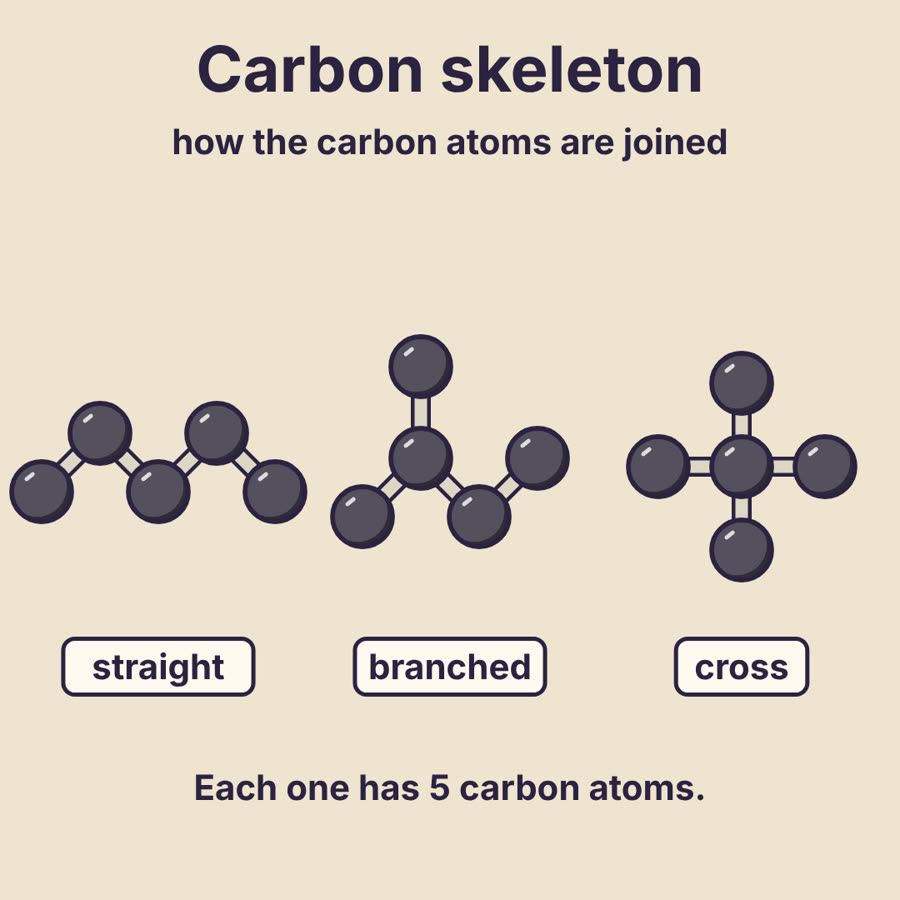 Carbon skeleton
how the carbon atoms are joined
straight
branched
cross
Each one has 5 carbon atoms.